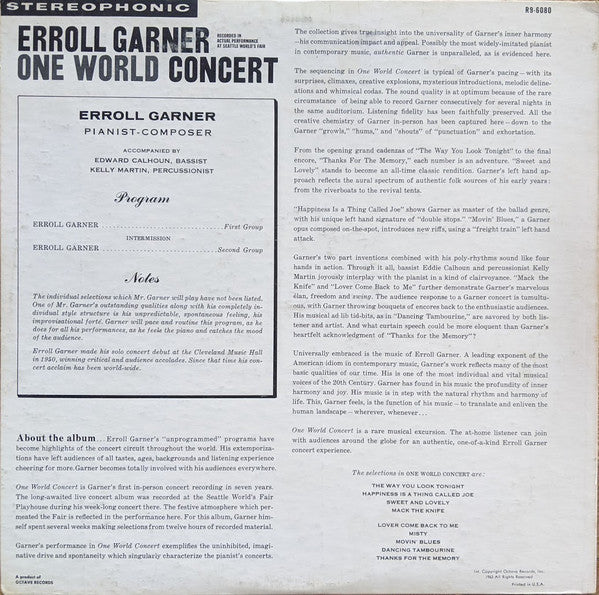 STEREOPHONIC
R9-6080
ERROLL GARNER
RECORDED IN
ACTUAL PERFORMANCE
AT SEATTLE WORLD'S FAIR
ONE WORLD CONCERT
ERROLL GARNER
PIANIST-COMPOSER
ACCOMPANIED BY
EDWARD CALHOUN, BASSIST
KELLY MARTIN, PERCUSSIONIST
Program
ERROLL GARNER ........................ First Group
INTERMISSION
ERROLL GARNER ........................ Second Group
Notes
The individual selections which Mr. Garner will play have not been listed.
One of Mr. Garner's outstanding qualities along with his completely in-
dividual style structure is his unpredictable, spontaneous feeling, his
improvisational forté. Garner will pace and routine this program, as he
does for all his performances, as he feels the piano and catches the mood
of the audience.
Erroll Garner made his solo concert debut at the Cleveland Music Hall
in 1950, winning critical and audience accolades. Since that time his con-
cert acclaim has been world-wide.
About the album... Erroll Garner's "unprogrammed" programs have
become highlights of the concert circuit throughout the world. His extemporiza-
tions have left audiences of all tastes, ages, backgrounds and listening experience
cheering for more. Garner becomes totally involved with his audiences everywhere.
One World Concert is Garner's first in-person concert recording in seven years.
The long-awaited live concert album was recorded at the Seattle World's Fair
Playhouse during his week-long concert there. The festive atmosphere which per-
meated the Fair is reflected in the performance here. For this album, Garner him-
self spent several weeks making selections from twelve hours of recorded material.
Garner's performance in One World Concert exemplifies the uninhibited, imagi-
native drive and spontaneity which singularly characterize the pianist's concerts.
A product of
OCTAVE RECORDS
The collection gives true insight into the universality of Garner's inner harmony
—his communication impact and appeal. Possibly the most widely-imitated pianist
in contemporary music, authentic Garner is unparalleled, as is evidenced here.
The sequencing in One World Concert is typical of Garner's pacing — with its
surprises, climaxes, creative explosions, mysterious introductions, melodic deline-
ations and whimsical codas. The sound quality is at optimum because of the rare
circumstance of being able to record Garner consecutively for several nights in
the same auditorium. Listening fidelity has been faithfully preserved. All the
creative chemistry of Garner in-person has been captured here — down to the
Garner "growls," "hums," and "shouts" of "punctuation" and exhortation.
From the opening grand cadenzas of "The Way You Look Tonight" to the final
encore, "Thanks For The Memory," each number is an adventure. "Sweet and
Lovely" stands to become an all-time classic rendition. Garner's left hand ap-
proach reflects the aural spectrum of authentic folk sources of his early years:
from the riverboats to the revival tents.
"Happiness Is a Thing Called Joe" shows Garner as master of the ballad genre,
with his unique left hand signature of "double stops." "Movin' Blues," a Garner
opus composed on-the-spot, introduces new riffs, using a "freight train" left-hand
attack.
Garner's two part inventions combined with his poly-rhythms sound like four
hands in action. Through it all, bassist Eddie Calhoun and percussionist Kelly
Martin joyously interplay with the pianist in a kind of clairvoyance. "Mack the
Knife" and "Lover Come Back to Me" further demonstrate Garner's marvelous
élan, freedom and swing. The audience response to a Garner concert is tumultu-
ous, with Garner throwing bouquets of encores back to the enthusiastic audiences.
His musical ad lib tid-bits, as in "Dancing Tambourine," are savored by both lis-
tener and artist. And what curtain speech could be more eloquent than Garner's
heartfelt acknowledgment of "Thanks for the Memory"?
Universally embraced is the music of Erroll Garner. A leading exponent of the
American idiom in contemporary music, Garner's work reflects many of the most
basic qualities of our time. His is one of the most individual and vital musical
voices of the 20th Century. Garner has found in his music the profundity of inner
harmony and joy. His music is in step with the natural rhythm and harmony of
life. This, Garner feels, is the function of his music — to translate and enliven the
human landscape — wherever, whenever...
One World Concert is a rare musical excursion. The at-home listener can join
with audiences around the globe for an authentic, one-of-a-kind Erroll Garner
concert experience.
The selections in ONE WORLD CONCERT are:
THE WAY YOU LOOK TONIGHT
HAPPINESS IS A THING CALLED JOE
SWEET AND LOVELY
MACK THE KNIFE
LOVER COME BACK TO ME
MISTY
MOVIN' BLUES
DANCING TAMBOURINE
THANKS FOR THE MEMORY
Int. Copyright Octave Records, Inc.,
1963 All Rights Reserved
Printed in U.S.A.